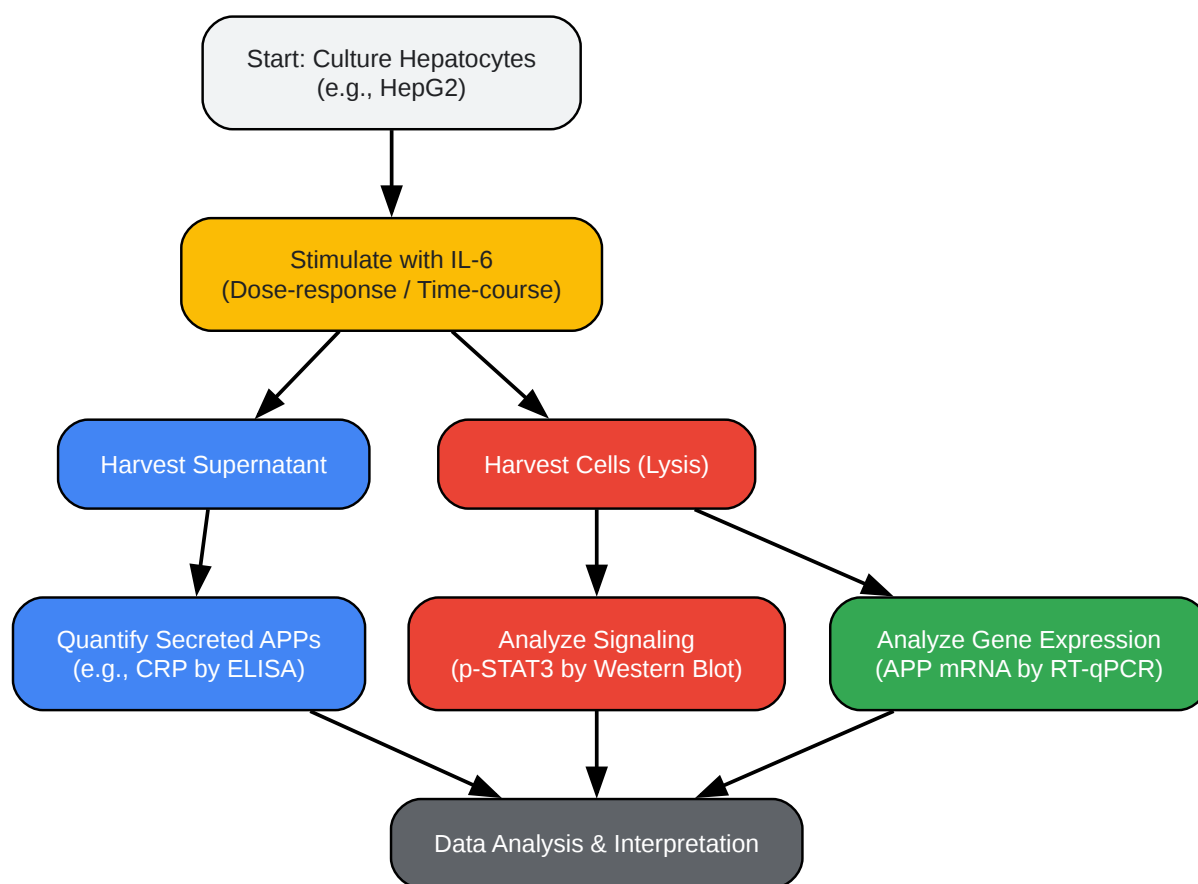 Start: Culture Hepatocytes
(e.g., HepG2)
Stimulate with IL-6
(Dose-response / Time-course)
Harvest Supernatant
Harvest Cells (Lysis)
Quantify Secreted APPs
(e.g., CRP by ELISA)
Analyze Signaling
(p-STAT3 by Western Blot)
Analyze Gene Expression
(APP mRNA by RT-qPCR)
Data Analysis & Interpretation